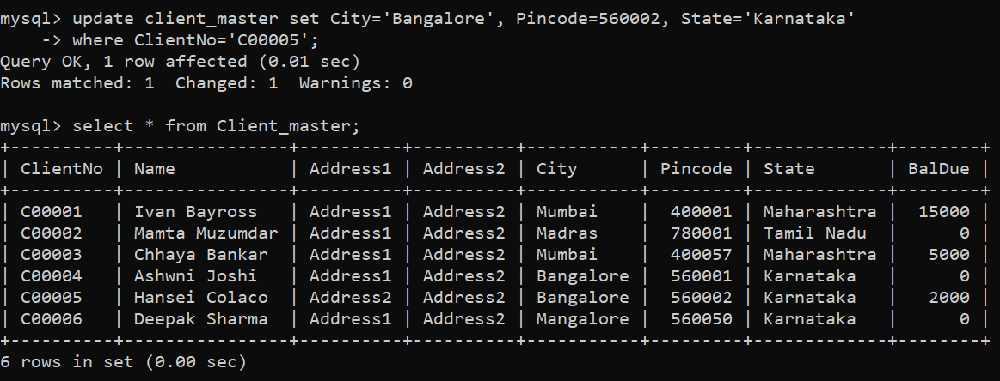 mysql> update client_master set City='Bangalore', Pincode=560002, State='Karnataka'
    -> where ClientNo='C00005';
Query OK, 1 row affected (0.01 sec)
Rows matched: 1  Changed: 1  Warnings: 0

mysql> select * from Client_master;
+----------+----------------+----------+----------+-----------+---------+-------------+--------+
| ClientNo | Name           | Address1 | Address2 | City      | Pincode | State       | BalDue |
+----------+----------------+----------+----------+-----------+---------+-------------+--------+
| C00001   | Ivan Bayross   | Address1 | Address2 | Mumbai    |  400001 | Maharashtra |  15000 |
| C00002   | Mamta Muzumdar | Address1 | Address2 | Madras    |  780001 | Tamil Nadu  |      0 |
| C00003   | Chhaya Bankar  | Address1 | Address2 | Mumbai    |  400057 | Maharashtra |   5000 |
| C00004   | Ashwni Joshi   | Address1 | Address2 | Bangalore |  560001 | Karnataka   |      0 |
| C00005   | Hansei Colaco  | Address2 | Address2 | Bangalore |  560002 | Karnataka   |   2000 |
| C00006   | Deepak Sharma  | Address1 | Address2 | Mangalore |  560050 | Karnataka   |      0 |
+----------+----------------+----------+----------+-----------+---------+-------------+--------+
6 rows in set (0.00 sec)